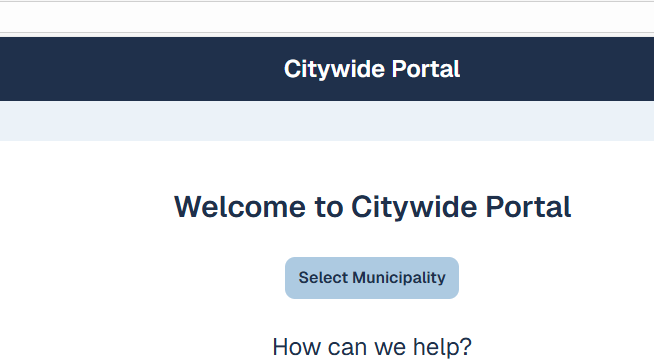 Citywide Portal
Welcome to Citywide Portal
Select Municipality
How can we help?